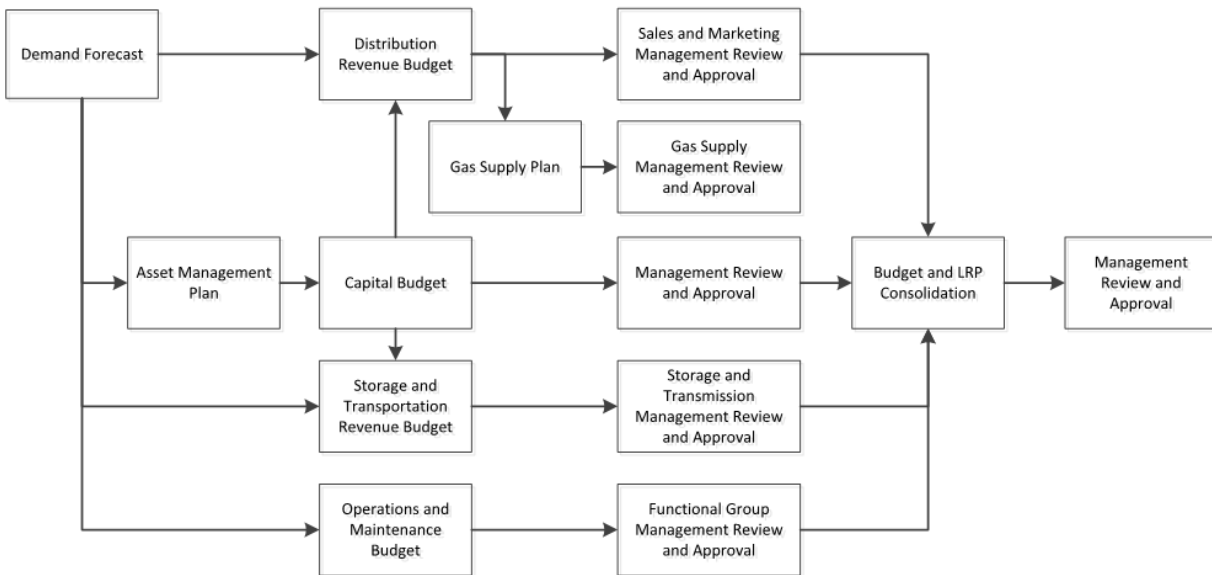 Demand Forecast
Distribution
Revenue Budget
Sales and Marketing
Management Review
and Approval
Gas Supply Plan
Gas Supply
Management Review
and Approval
Asset Management
Plan
Capital Budget
Management Review
and Approval
Budget and LRP
Consolidation
Management
Review and
Approval
Storage and
Transportation
Revenue Budget
Storage and
Transmission
Management Review
and Approval
Operations and
Maintenance
Budget
Functional Group
Management Review
and Approval